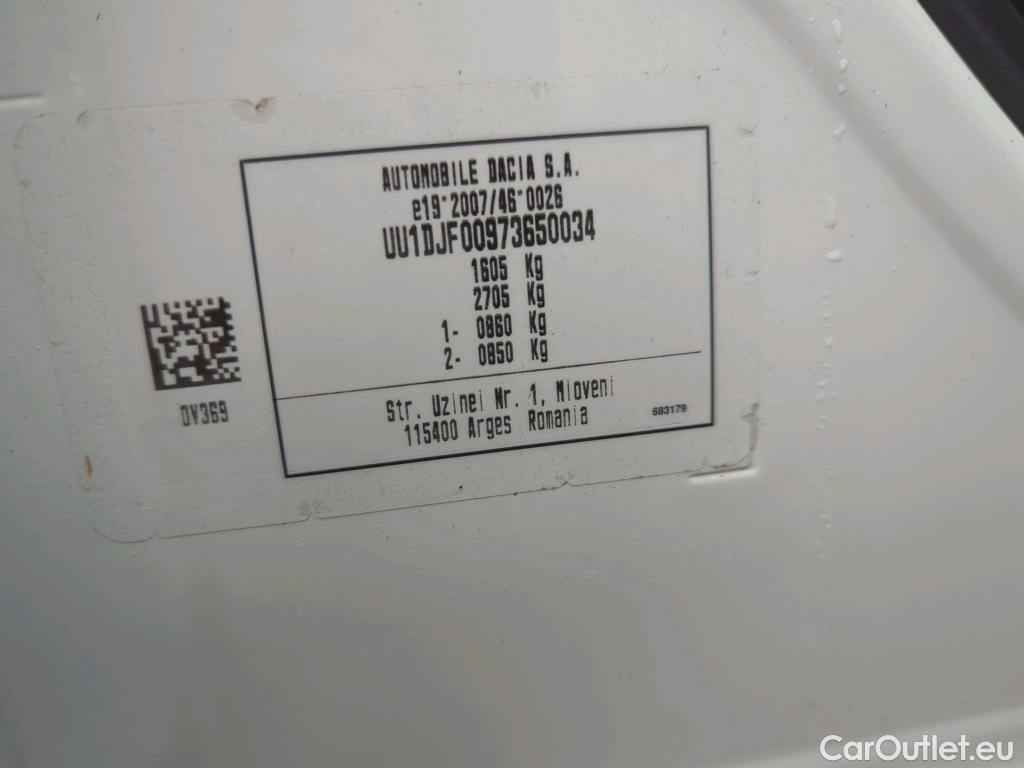 AUTOMOBILE DACIA S.A.
e19*2007/46*0026
UU1DJF00973650034
1605 Kg
2705 Kg
1- 0860 Kg
2- 0850 Kg
DV369
Str. Uzinei Nr. 1, Mioveni
115400 Arges Romania
683179
CarOutlet.eu